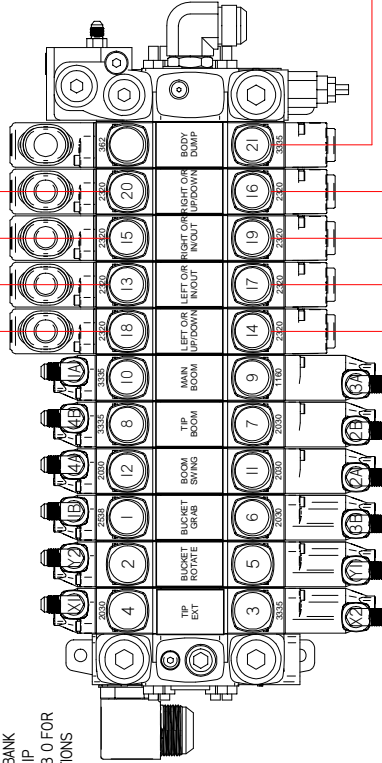 362
BODY
DUMP
21
3335
2320
20
RIGHT O/R
UP/DOWN
16
2320
2320
15
RIGHT O/R
IN/OUT
19
2320
2320
13
LEFT O/R
IN/OUT
17
2320
2320
18
LEFT O/R
UP/DOWN
14
2320
1A
3335
10
MAIN
BOOM
9
1160
3A
4B
3335
8
TIP
BOOM
7
2030
2B
4A
2030
12
BOOM
SWING
11
2030
2A
1B
2538
1
BUCKET
GRAB
6
2030
3B
Y2
2
BUCKET
ROTATE
5
Y1
X1
2030
4
TIP
EXT
3
3335
X2
BANK
IP
3 0 FOR
TIONS